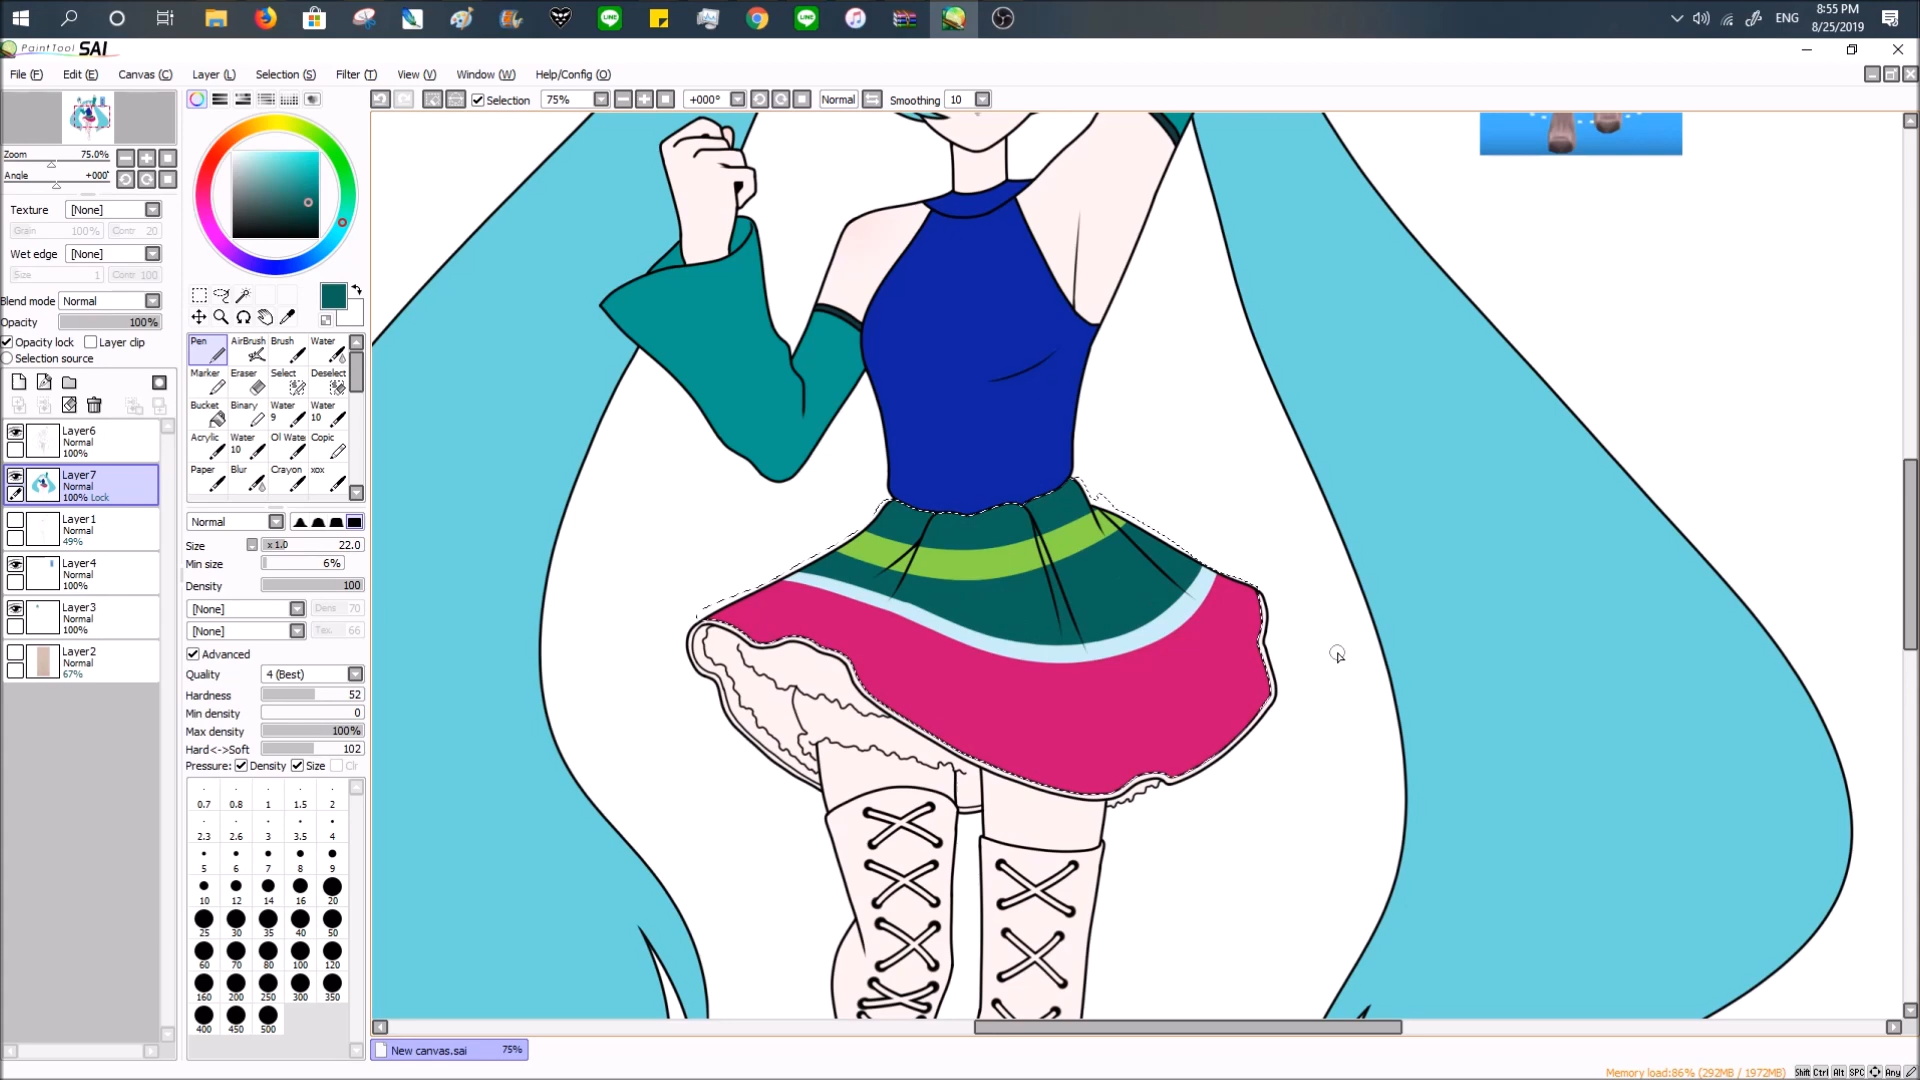 8:55 PM
ENG
8/25/2019
PaintTool SAI
File (F) Edit (E) Canvas (C) Layer (L) Selection (S) Filter (T) View (V) Window (W) Help/Config (O)
Selection 75% +000° Normal Smoothing 10
Zoom 75.0%
Angle +000°
Texture [None]
Grain 100% Contr 20
Wet edge [None]
Size 1 Contr 100
Blend mode Normal
Opacity 100%
Opacity lock Layer clip
Selection source
Layer6
Normal
100%
Layer7
Normal
100% Lock
Layer1
Normal
49%
Layer4
Normal
100%
Layer3
Normal
100%
Layer2
Normal
67%
Pen AirBrush Brush Water
Marker Eraser Select Deselect
Bucket Binary Water 9 Water 10
Acrylic Water 10 Ol Wate Copic
Paper Blur Crayon xox
Normal
Size x 1.0 22.0
Min size 6%
Density 100
[None] Dens 70
[None] Tex. 66
Advanced
Quality 4 (Best)
Hardness 52
Min density 0
Max density 100%
Hard<->Soft 102
Pressure: Density Size Clr
0.7 0.8 1 1.5 2
2.3 2.6 3 3.5 4
5 6 7 8 9
10 12 14 16 20
25 30 35 40 50
60 70 80 100 120
160 200 250 300 350
400 450 500
New canvas.sai 75%
Memory load:86% (292MB / 1972MB) Shift Ctrl Alt SPC Any